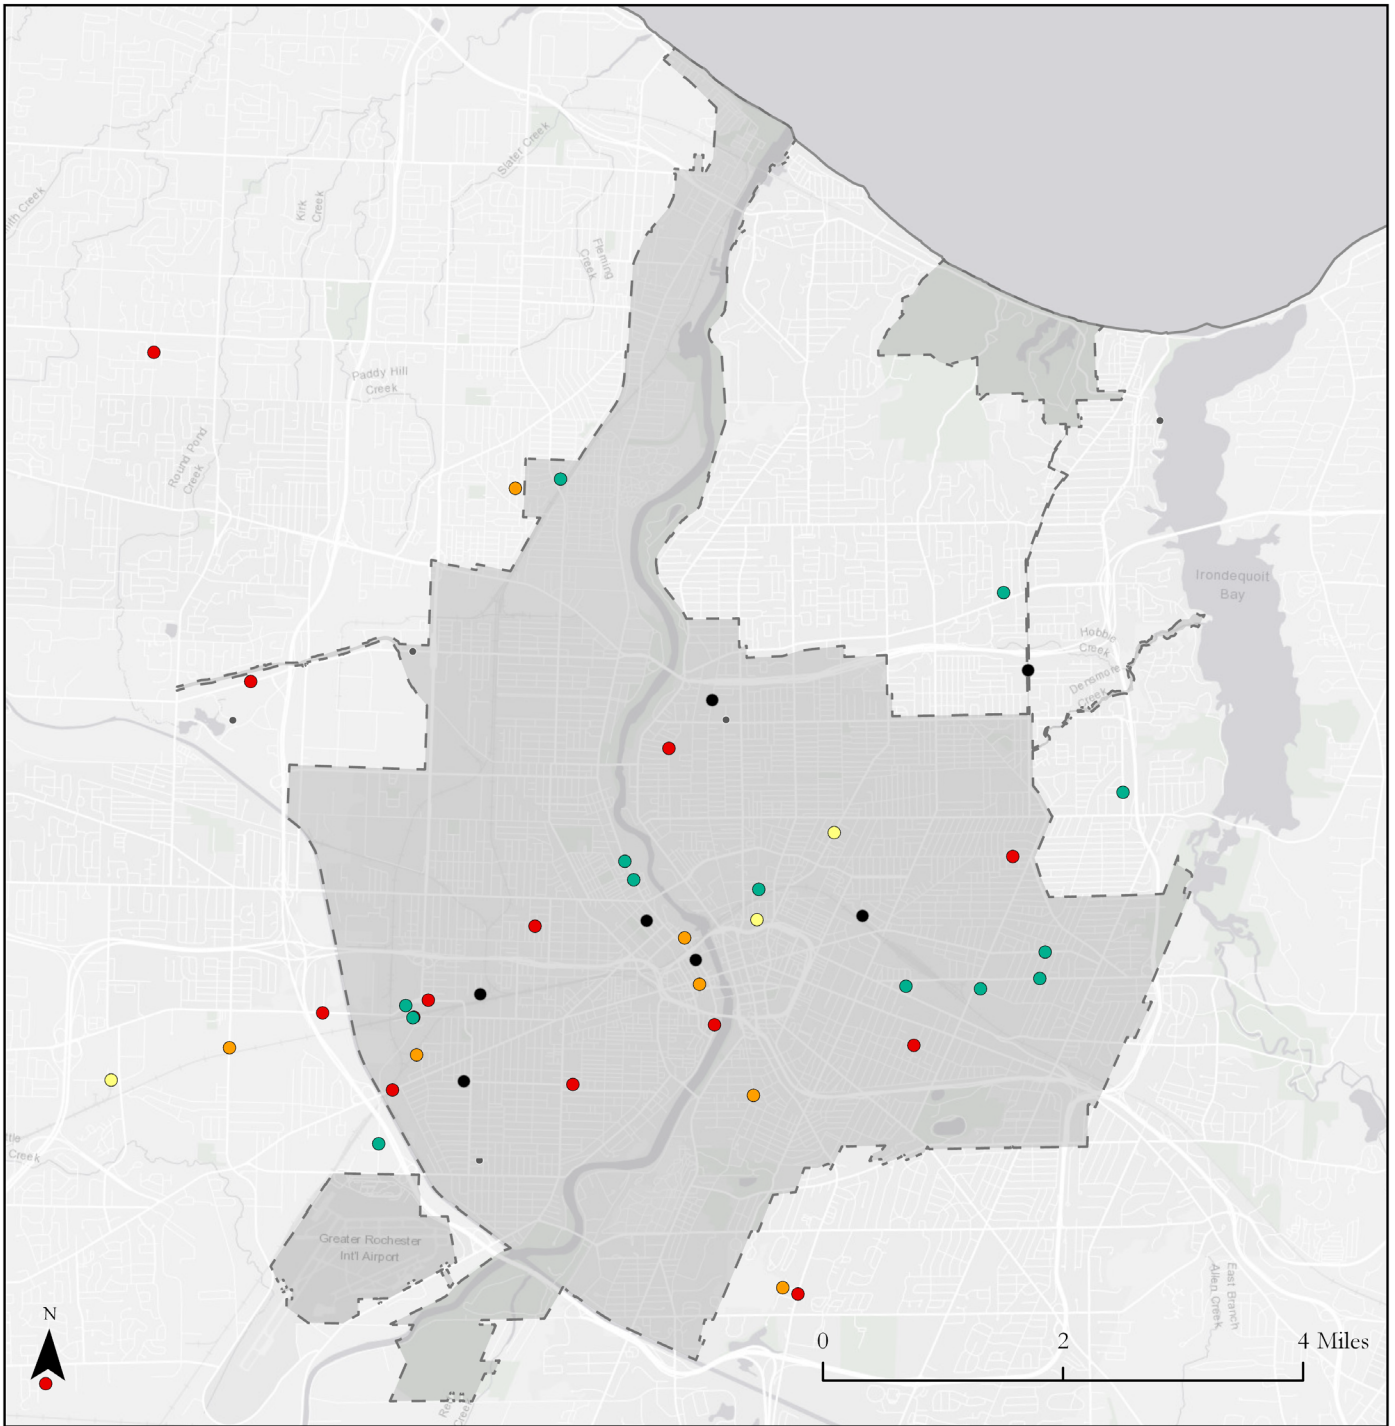 Slater Creek
Kirk
Creek
Fleming
Creek
Paddy Hill
Creek
Round Pond
Creek
Irondequoit
Bay
Hobbie
Creek
Densmore
Creek
Creek
Greater Rochester
Int'l Airport
East Branch
Allen Creek
N
0 2 4 Miles
Creek